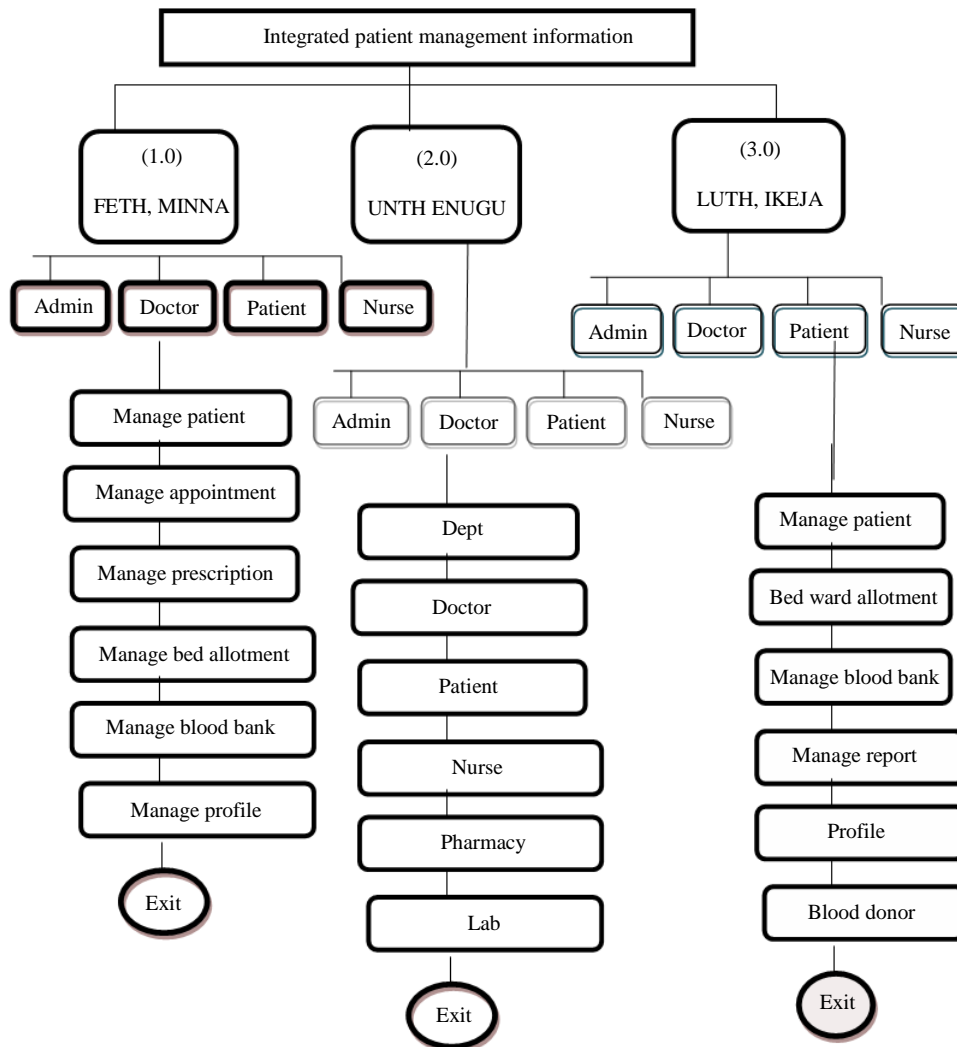 Integrated patient management information
(1.0)
FETH, MINNA
(2.0)
UNTH ENUGU
(3.0)
LUTH, IKEJA
Admin
Doctor
Patient
Nurse
Manage patient
Manage appointment
Manage prescription
Manage bed allotment
Manage blood bank
Manage profile
Exit
Admin
Doctor
Patient
Nurse
Dept
Doctor
Patient
Nurse
Pharmacy
Lab
Exit
Admin
Doctor
Patient
Nurse
Manage patient
Bed ward allotment
Manage blood bank
Manage report
Profile
Blood donor
Exit